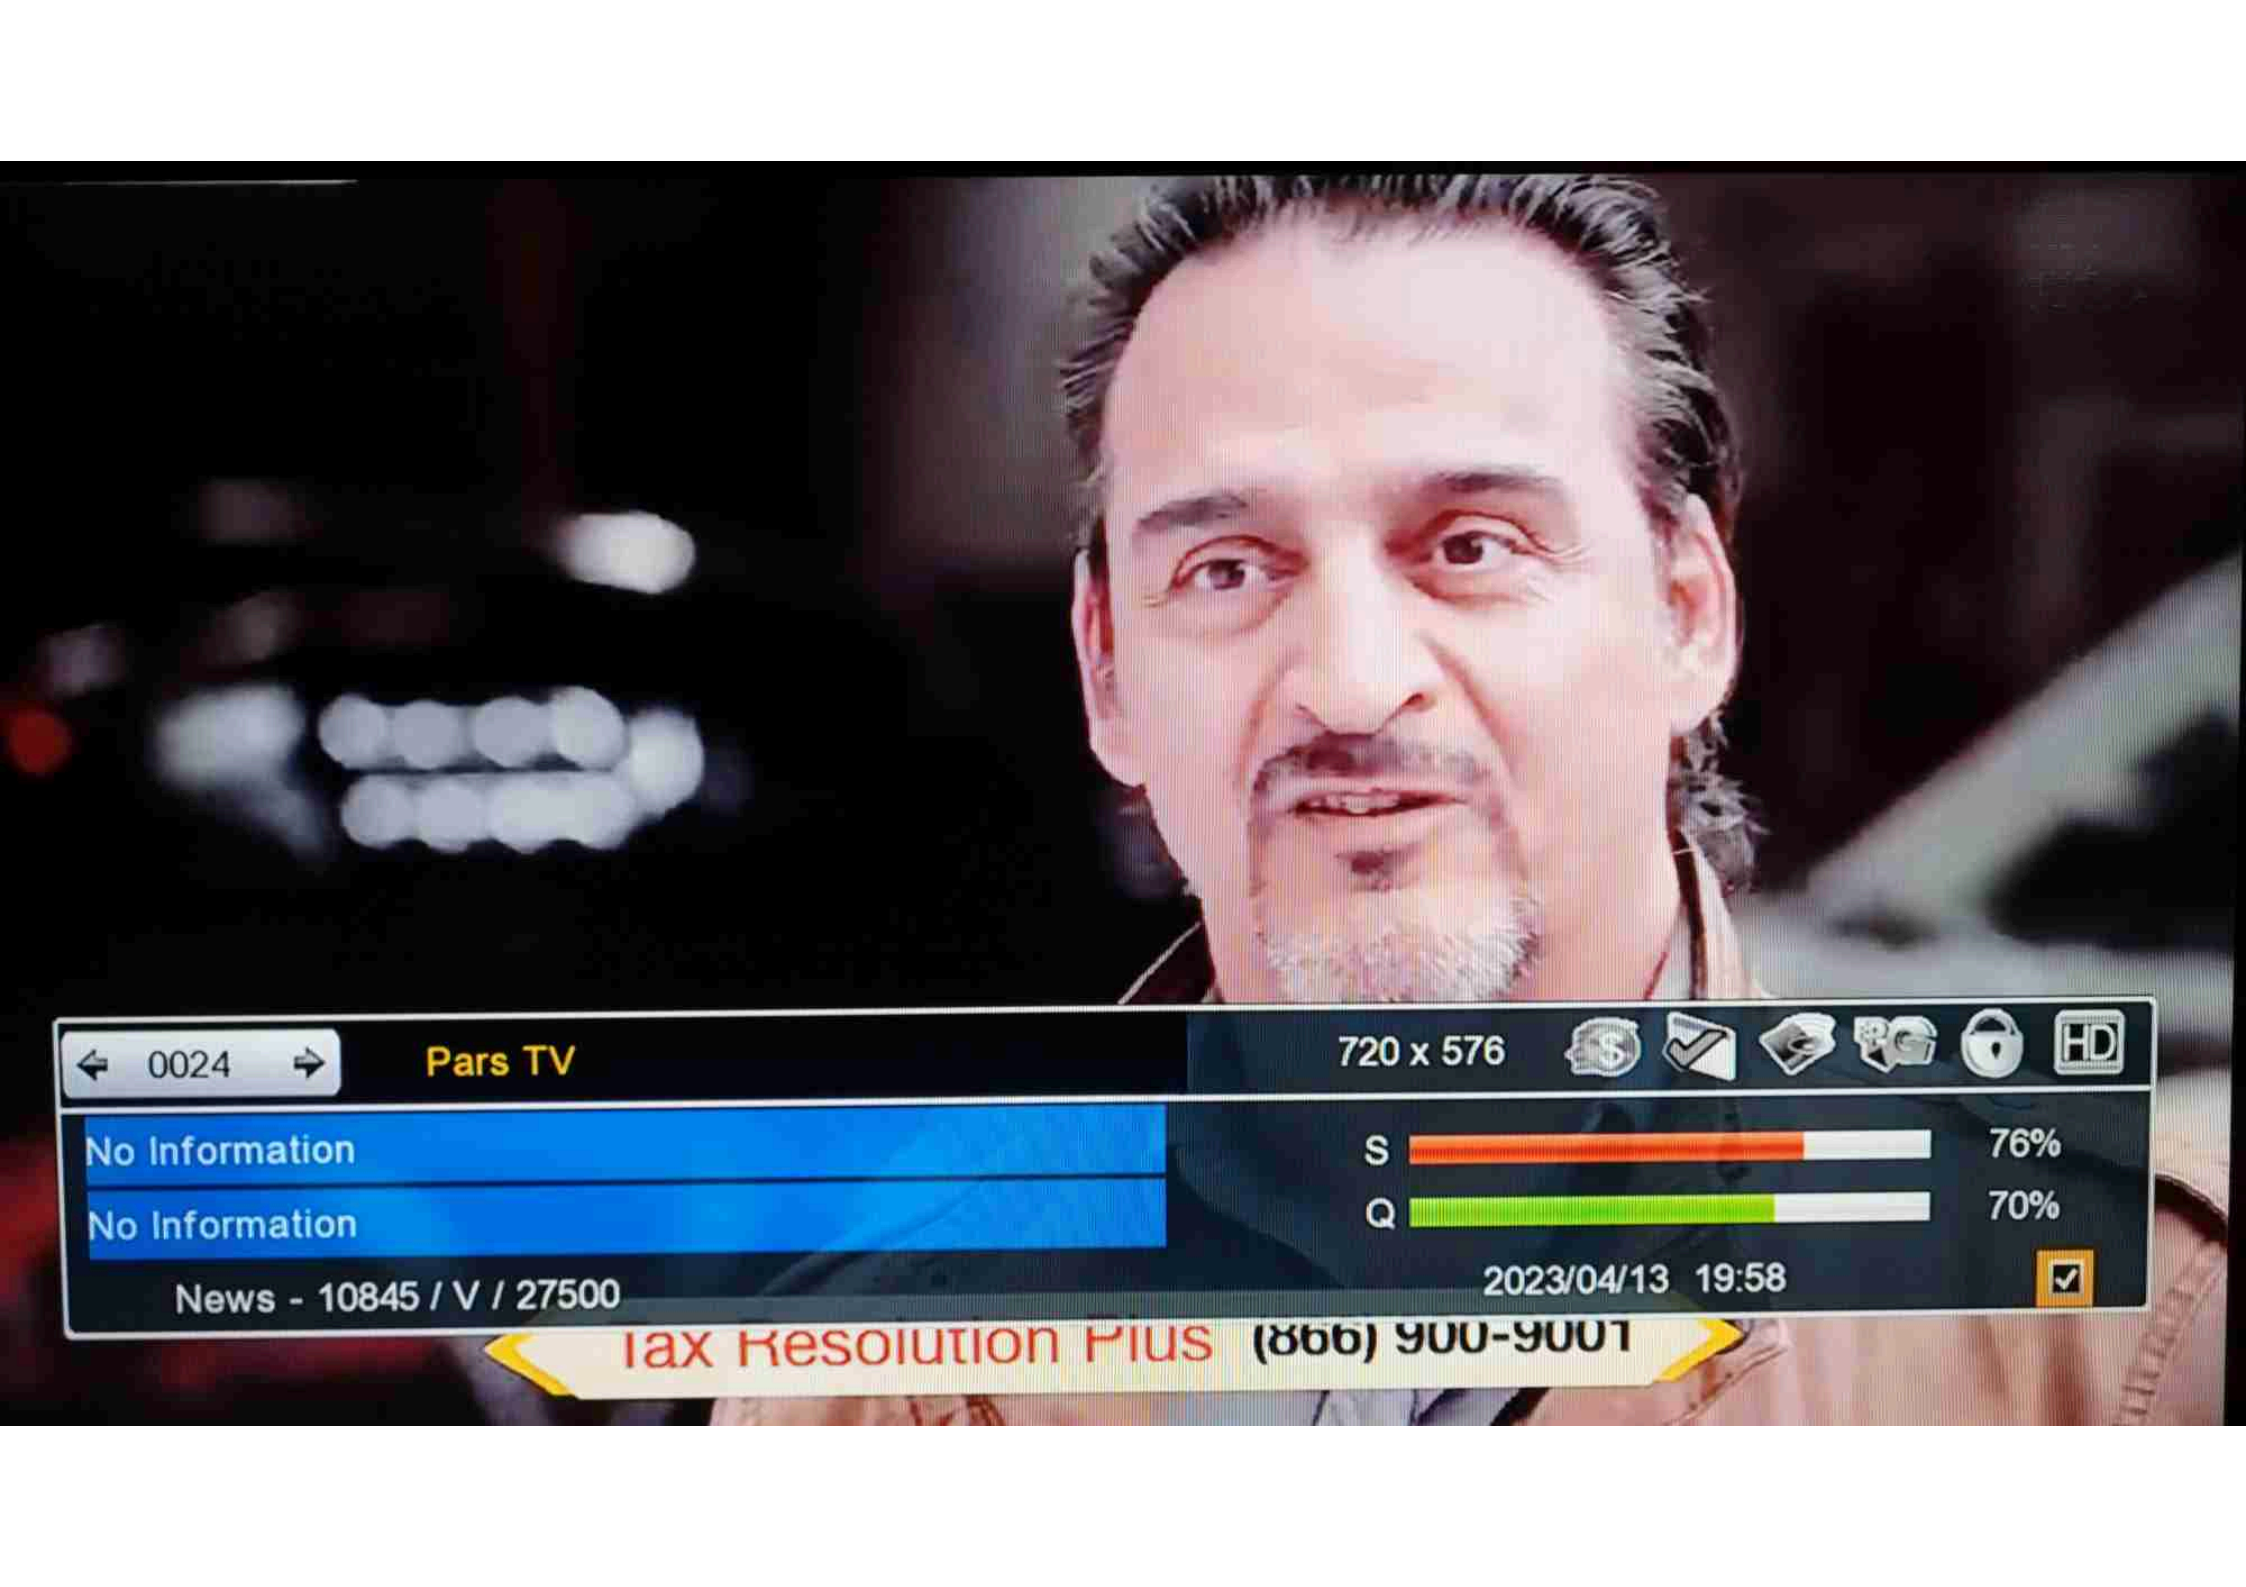 0024 Pars TV 720 x 576 HD
No Information
S 76%
No Information
Q 70%
News - 10845 / V / 27500
2023/04/13 19:58
Tax Resolution Plus (866) 900-9001